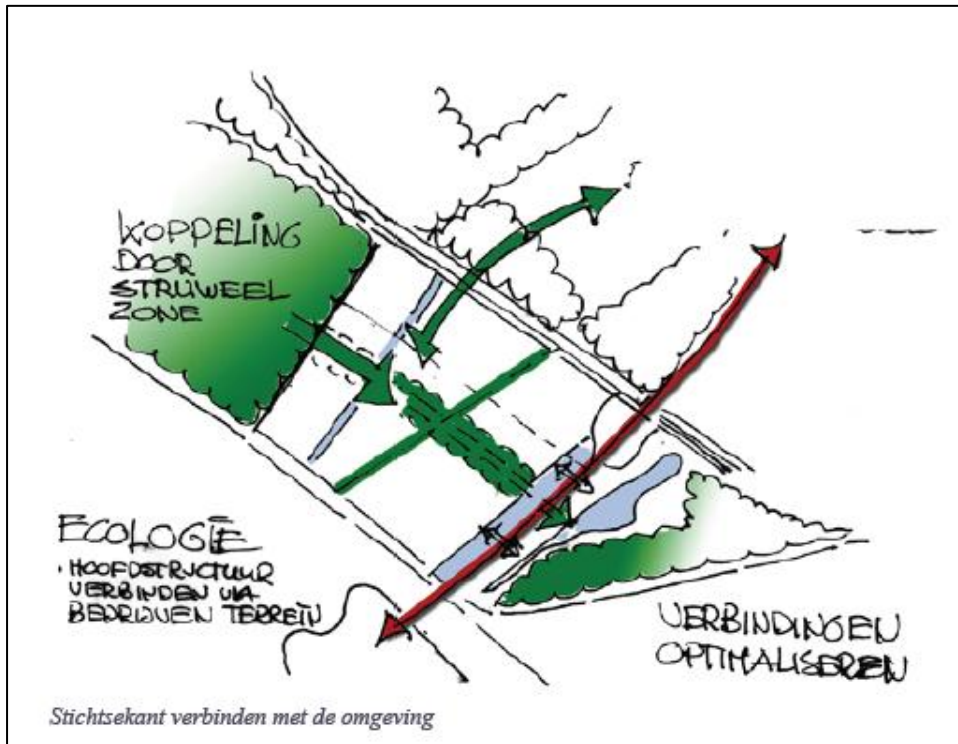 KOPPELING
DOOR
STRUWEEL
ZONE
ECOLOGIE
• HOOFDSTRUCTUUR
VERBINDEN VIA
BEDRIJVEN TERREIN
VERBINDINGEN
OPTIMALISEREN
Stichtsekant verbinden met de omgeving